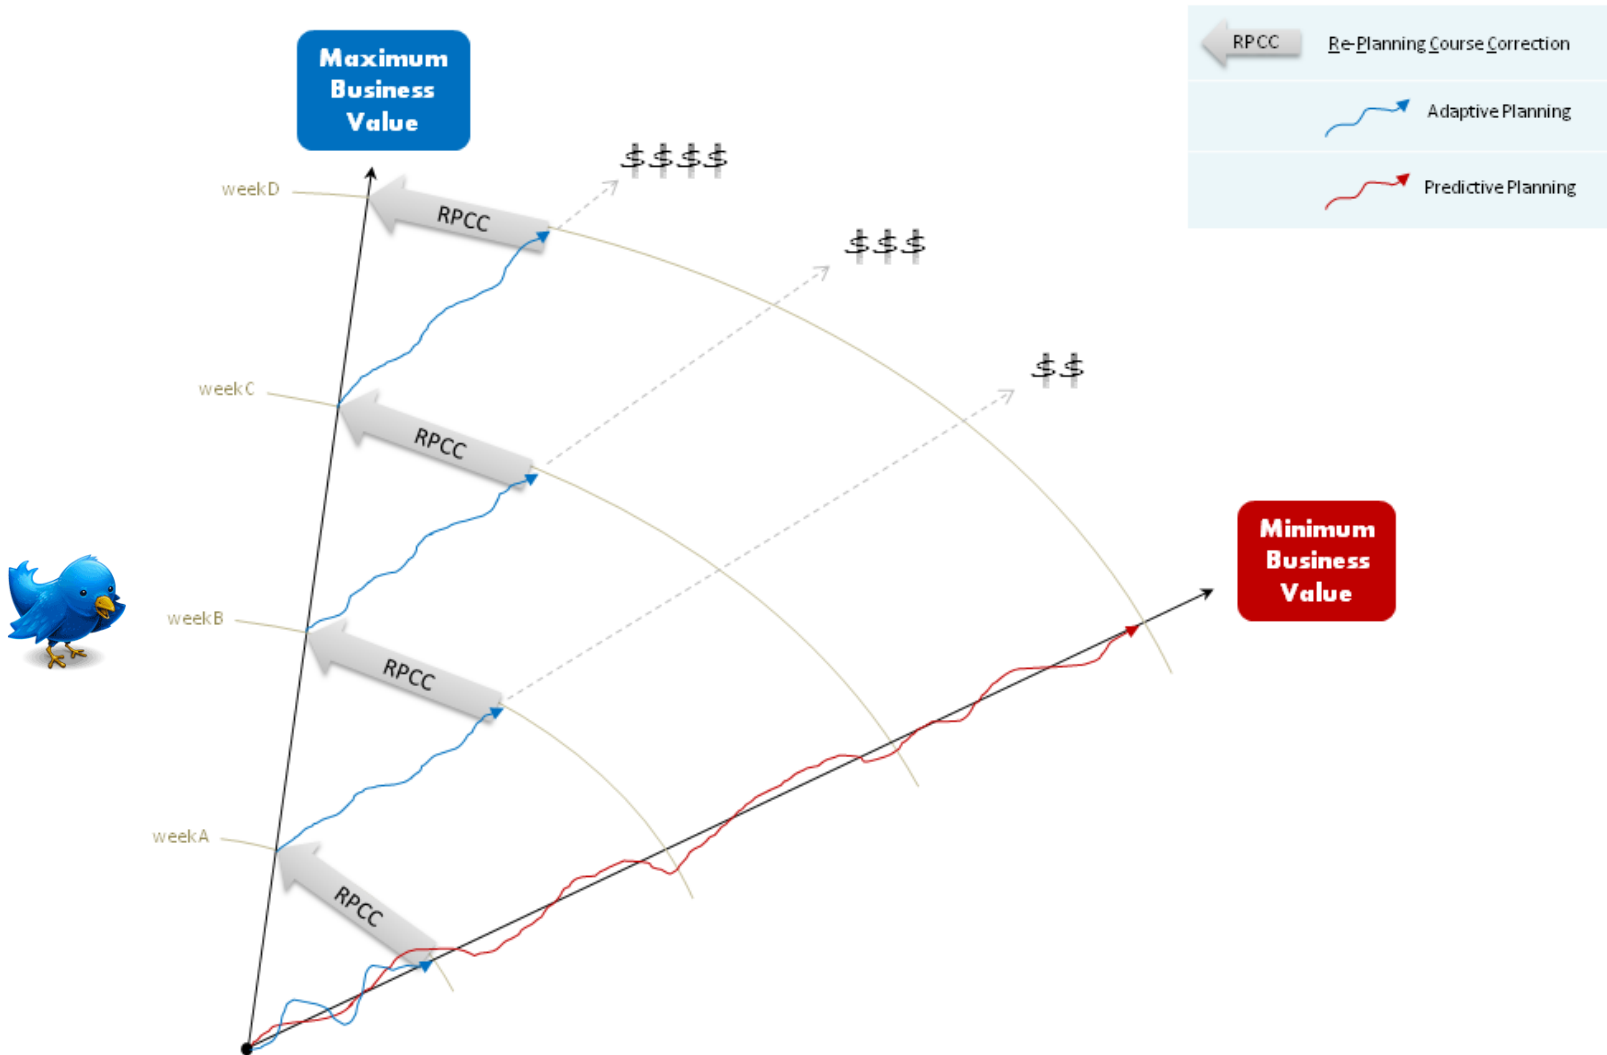 Maximum
Business
Value
RPCC
Re-Planning Course Correction
Adaptive Planning
Predictive Planning
$$$$
weekD
RPCC
$$$
$$
weekC
RPCC
Minimum
Business
Value
weekB
RPCC
weekA
RPCC